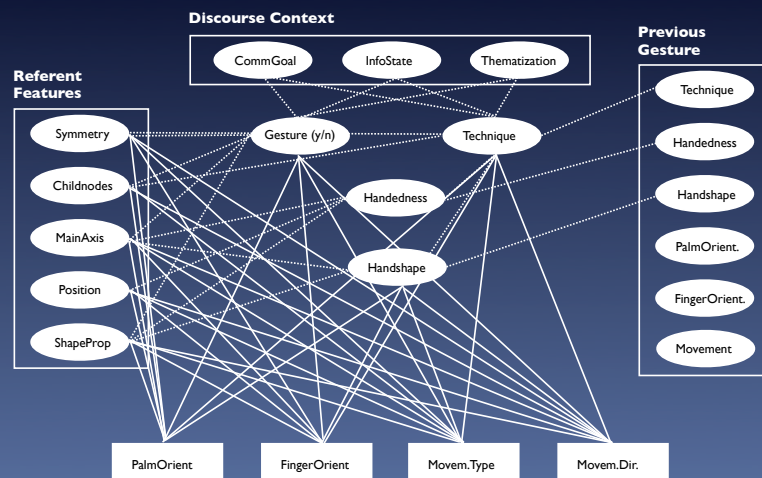 Discourse Context
CommGoal
InfoState
Thematization
Previous
Gesture
Technique
Handedness
Handshape
PalmOrient.
FingerOrient.
Movement
Referent
Features
Symmetry
Childnodes
MainAxis
Position
ShapeProp
Gesture (y/n)
Technique
Handedness
Handshape
PalmOrient
FingerOrient
Movem.Type
Movem.Dir.